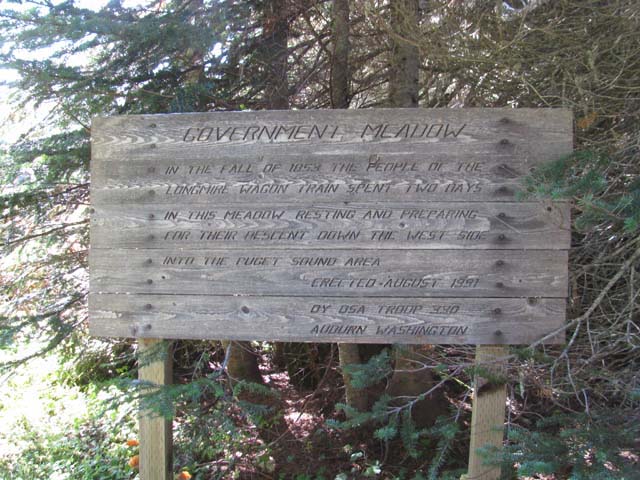 GOVERNMENT MEADOW
IN THE FALL OF 1853 THE PEOPLE OF THE
LONGMIRE WAGON TRAIN SPENT TWO DAYS
IN THIS MEADOW RESTING AND PREPARING
FOR THEIR DESCENT DOWN THE WEST SIDE
INTO THE PUGET SOUND AREA
ERECTED AUGUST 1991
BY BSA TROOP
AUBURN WASHINGTON